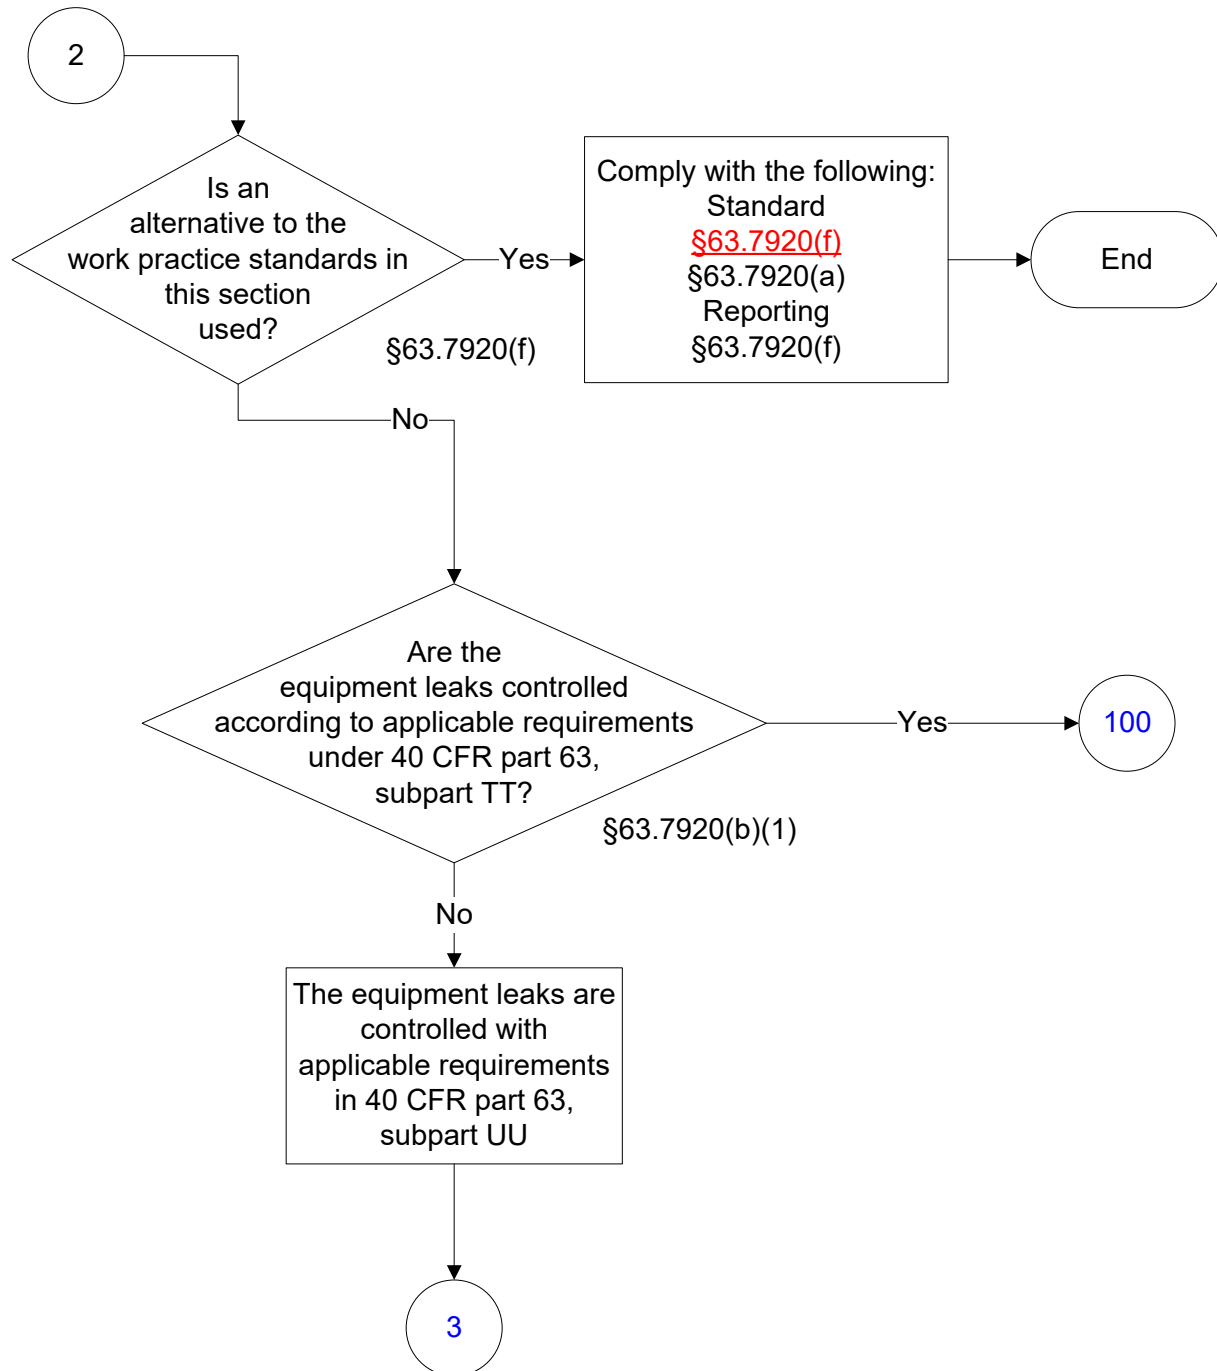 2
Is an
alternative to the
work practice standards in
this section
used?
Yes
§63.7920(f)
Comply with the following:
Standard
§63.7920(f)
§63.7920(a)
Reporting
§63.7920(f)
End
No
Are the
equipment leaks controlled
according to applicable requirements
under 40 CFR part 63,
subpart TT?
Yes
100
§63.7920(b)(1)
No
The equipment leaks are
controlled with
applicable requirements
in 40 CFR part 63,
subpart UU
3